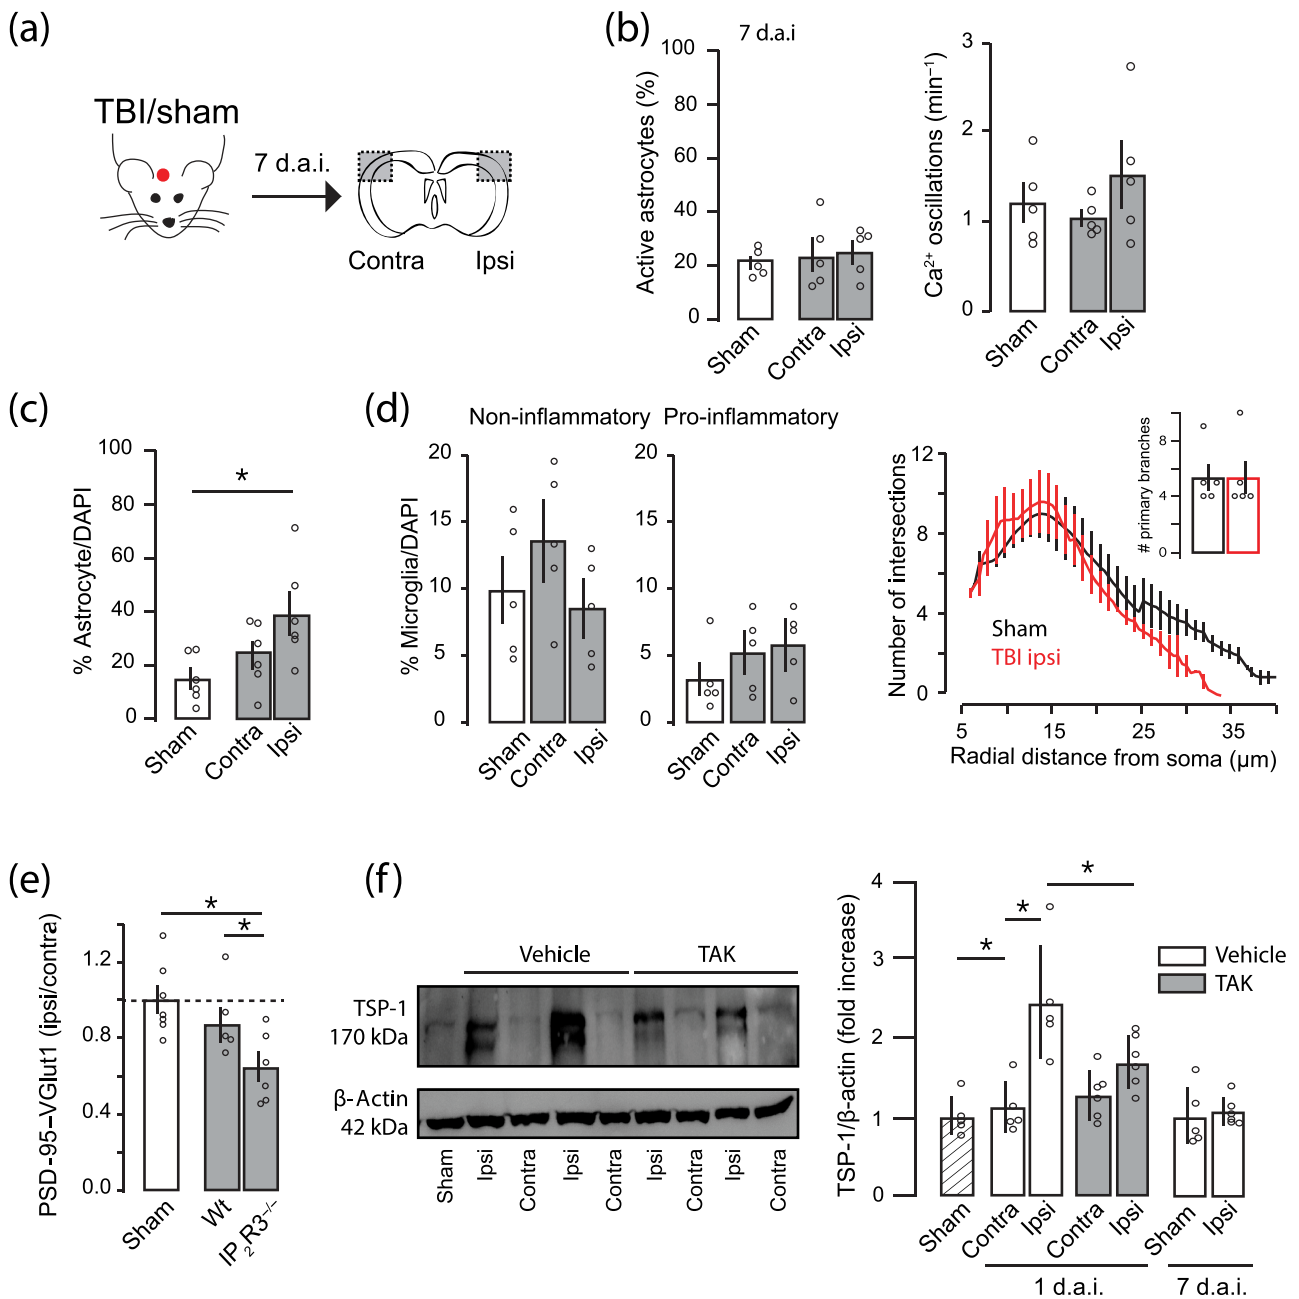 (a)
TBI/sham
7 d.a.i.
Contra
Ipsi
(b)
7 d.a.i
Active astrocytes (%)
100
80
60
40
20
0
Sham
Contra
Ipsi
Ca²⁺ oscillations (min⁻¹)
3
2
1
0
Sham
Contra
Ipsi
(c)
% Astrocyte/DAPI
100
80
60
40
20
0
*
Sham
Contra
Ipsi
(d)
Non-inflammatory
Pro-inflammatory
% Microglia/DAPI
20
15
10
5
0
Sham
Contra
Ipsi
20
15
10
5
0
Sham
Contra
Ipsi
Number of intersections
12
8
4
0
Sham
TBI ipsi
5
15
25
35
Radial distance from soma (µm)
# primary branches
8
4
0
(e)
PSD-95–VGlut1 (ipsi/contra)
1.2
0.8
0.4
0.0
*
*
Sham
Wt
IP₂R3⁻/⁻
(f)
Vehicle
TAK
TSP-1
170 kDa
β-Actin
42 kDa
Sham
Ipsi
Contra
Ipsi
Contra
Ipsi
Contra
Ipsi
Contra
TSP-1/β-actin (fold increase)
4
3
2
1
0
*
*
*
Vehicle
TAK
Sham
Contra
Ipsi
Contra
Ipsi
Sham
Ipsi
1 d.a.i.
7 d.a.i.